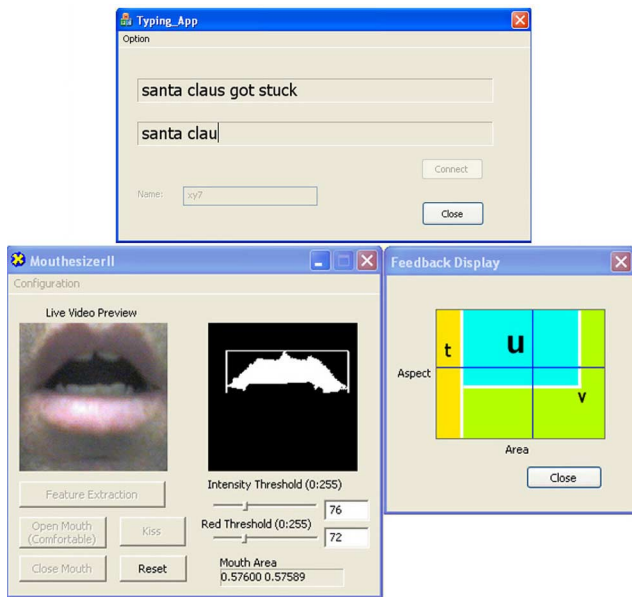 Typing_App
Option
santa claus got stuck
santa clau
Connect
Name: xy7
Close
MouthesizerII
Configuration
Live Video Preview
Feature Extraction
Open Mouth
(Comfortable)
Kiss
Close Mouth
Reset
Intensity Threshold (0:255)
76
Red Threshold (0:255)
72
Mouth Area
0.57600 0.57589
Feedback Display
t
u
v
Aspect
Area
Close